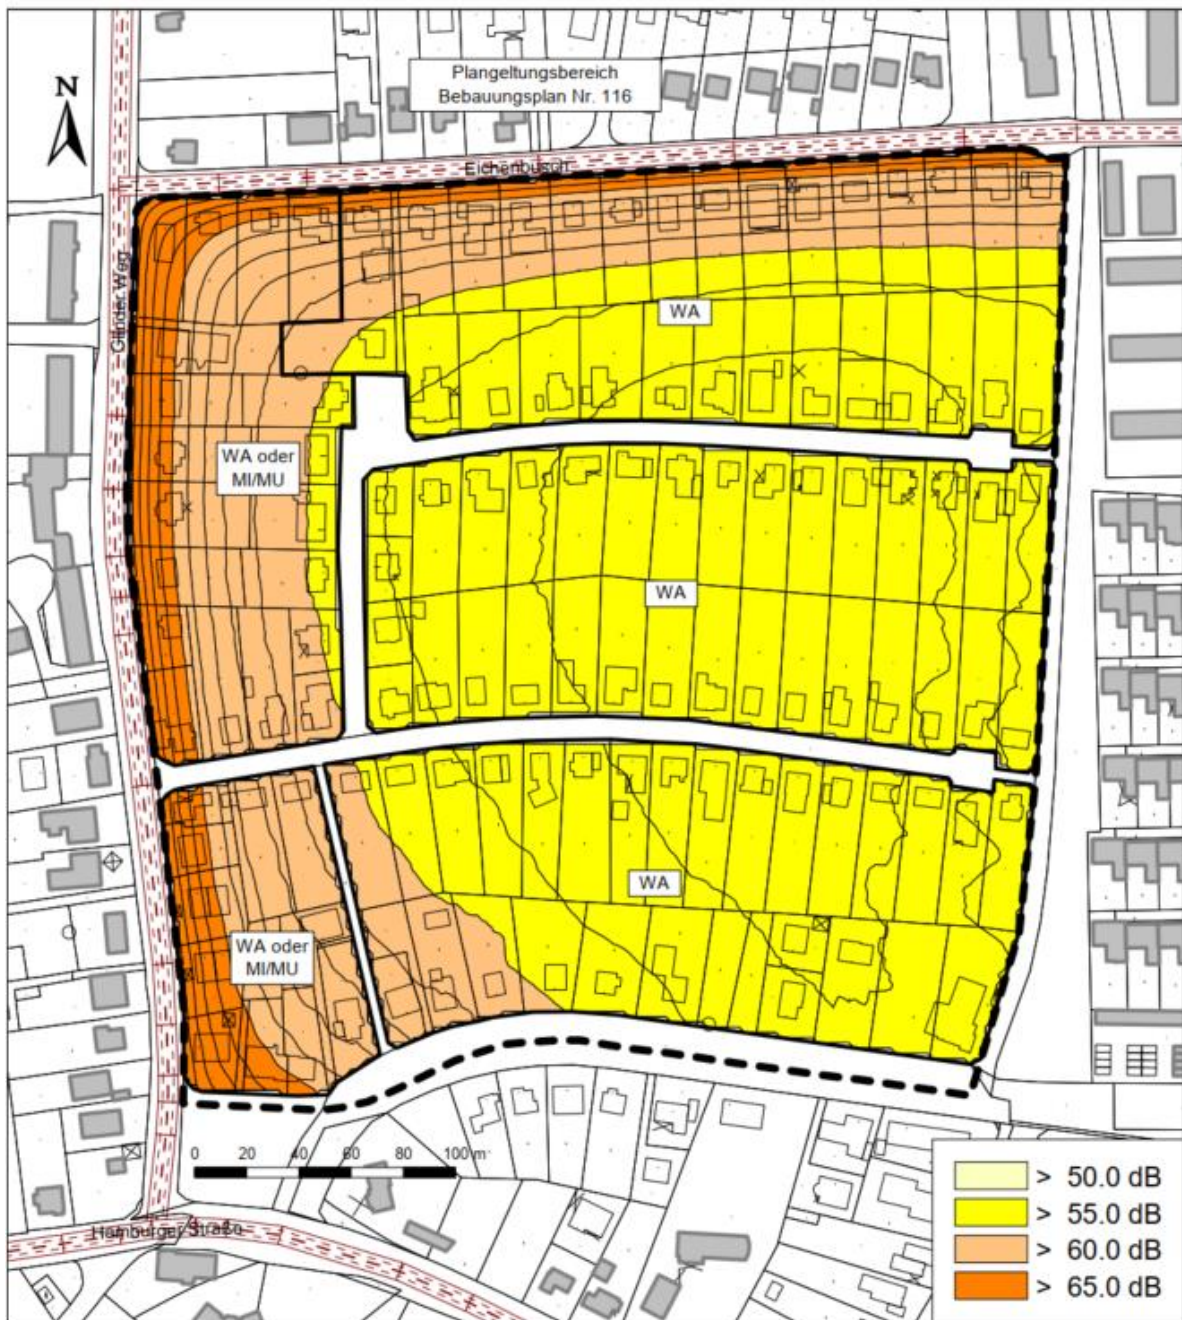 N
Plangeltungsbereich
Bebauungsplan Nr. 116
Eichenbusch
Glinder Weg
WA
WA oder
MI/MU
WA
WA
WA oder
MI/MU
0 20 40 60 80 100 m
Hamburger Straße
> 50.0 dB
> 55.0 dB
> 60.0 dB
> 65.0 dB